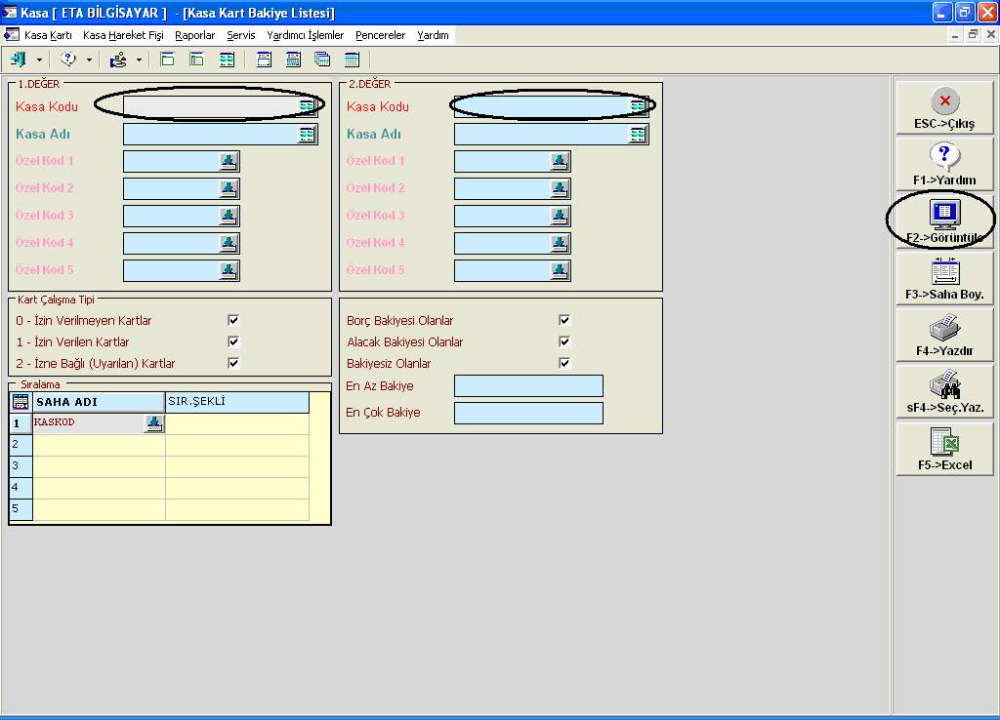 Kasa [ ETA BİLGİSAYAR ] - [Kasa Kart Bakiye Listesi]
Kasa Kartı Kasa Hareket Fişi Raporlar Servis Yardımcı İşlemler Pencereler Yardım
1.DEĞER
Kasa Kodu
Kasa Adı
Özel Kod 1
Özel Kod 2
Özel Kod 3
Özel Kod 4
Özel Kod 5
2.DEĞER
Kasa Kodu
Kasa Adı
Özel Kod 1
Özel Kod 2
Özel Kod 3
Özel Kod 4
Özel Kod 5
Kart Çalışma Tipi
0 - İzin Verilmeyen Kartlar
1 - İzin Verilen Kartlar
2 - İzne Bağlı (Uyarılan) Kartlar
Borç Bakiyesi Olanlar
Alacak Bakiyesi Olanlar
Bakiyesiz Olanlar
En Az Bakiye
En Çok Bakiye
Sıralama
SAHA ADI SIR.ŞEKLİ
1 KASKOD
2
3
4
5
ESC->Çıkış
F1->Yardım
F2->Görüntüle
F3->Saha Boy.
F4->Yazdır
sF4->Seç.Yaz.
F5->Excel